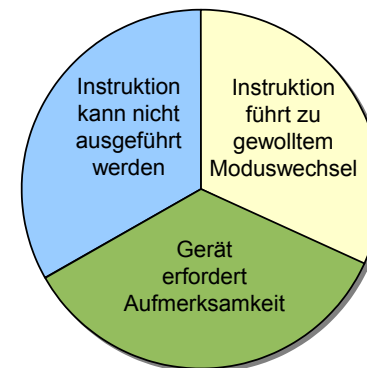 Instruktion
kann nicht
ausgeführt
werden
Instruktion
führt zu
gewolltem
Moduswechsel
Gerät
erfordert
Aufmerksamkeit